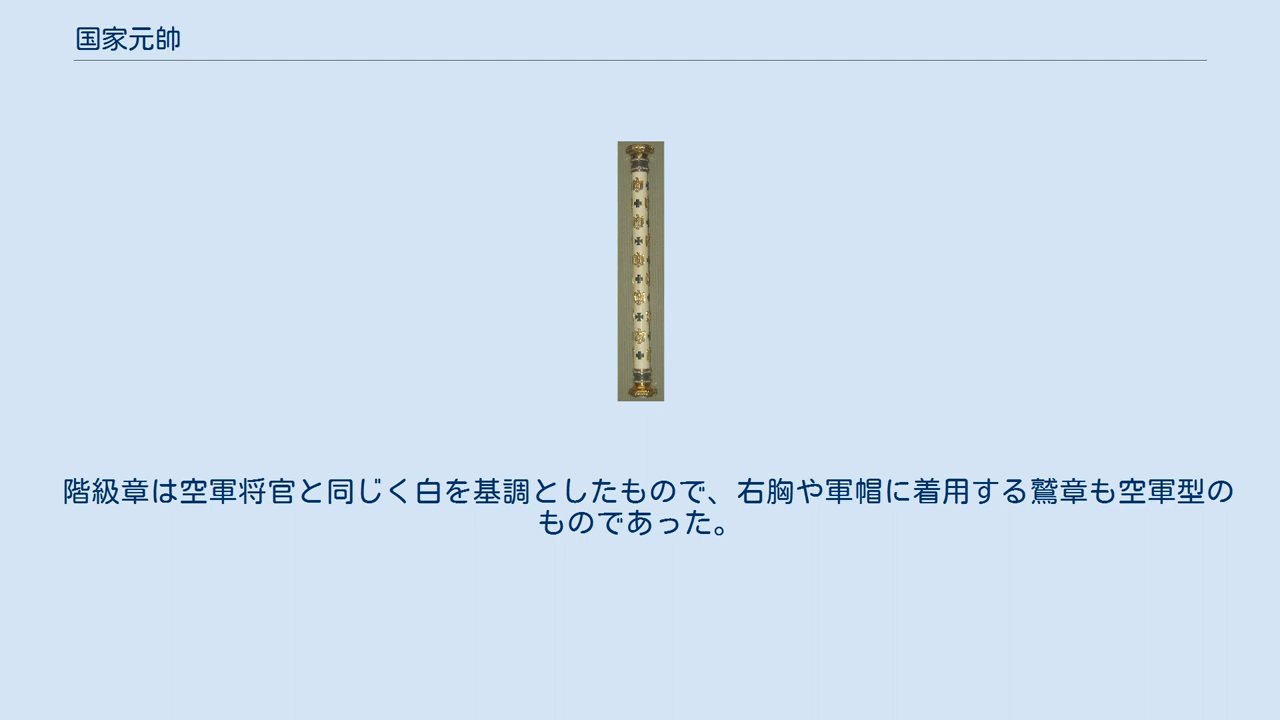 国家元帥
階級章は空軍将官と同じく白を基調としたもので、右胸や軍帽に着用する鷲章も空軍型の
ものであった。